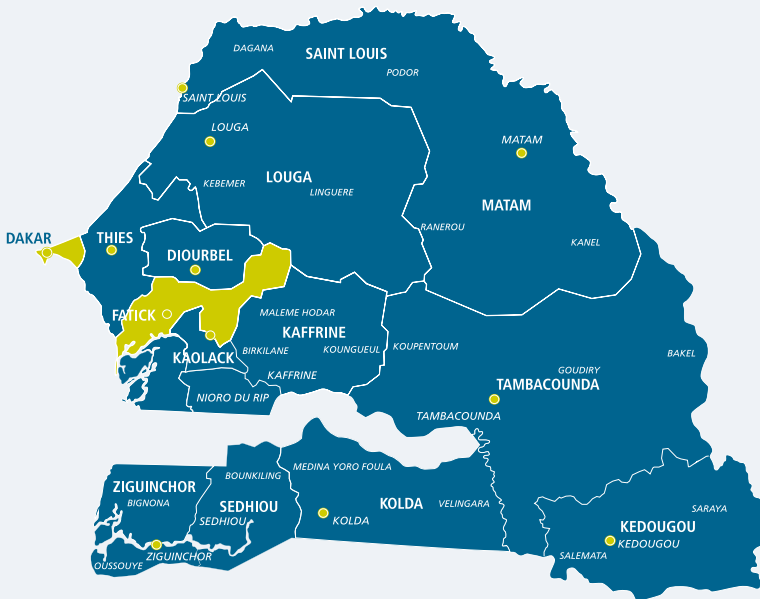 DAGANA
SAINT LOUIS
PODOR
SAINT LOUIS
LOUGA
MATAM
KEBEMER
LOUGA
LINGUERE
MATAM
RANEROU
KANEL
DAKAR
THIES
DIOURBEL
FATICK
MALEME HODAR
KAFFRINE
KAOLACK
BIRKILANE
KOUNGUEUL
KOUPENTOUM
BAKEL
GOUDIRY
KAFFRINE
TAMBACOUNDA
NIORO DU RIP
TAMBACOUNDA
MEDINA YORO FOULA
BOUNKILING
ZIGUINCHOR
BIGNONA
SEDHIOU
KOLDA
VELINGARA
SARAYA
SEDHIOU
KOLDA
KEDOUGOU
KEDOUGOU
ZIGUINCHOR
SALEMATA
OUSSOUYE